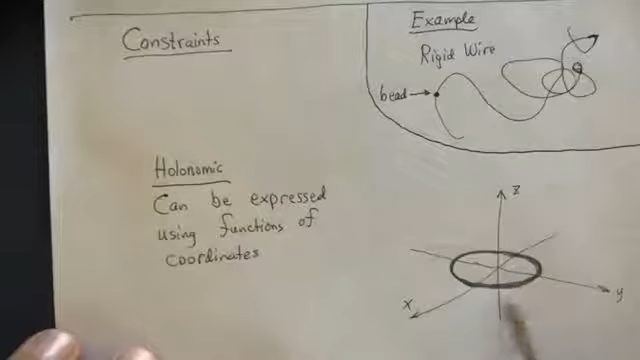 Constraints
Example
Rigid Wire
bead
Holonomic
Can be expressed
using functions of
coordinates
z
x
y